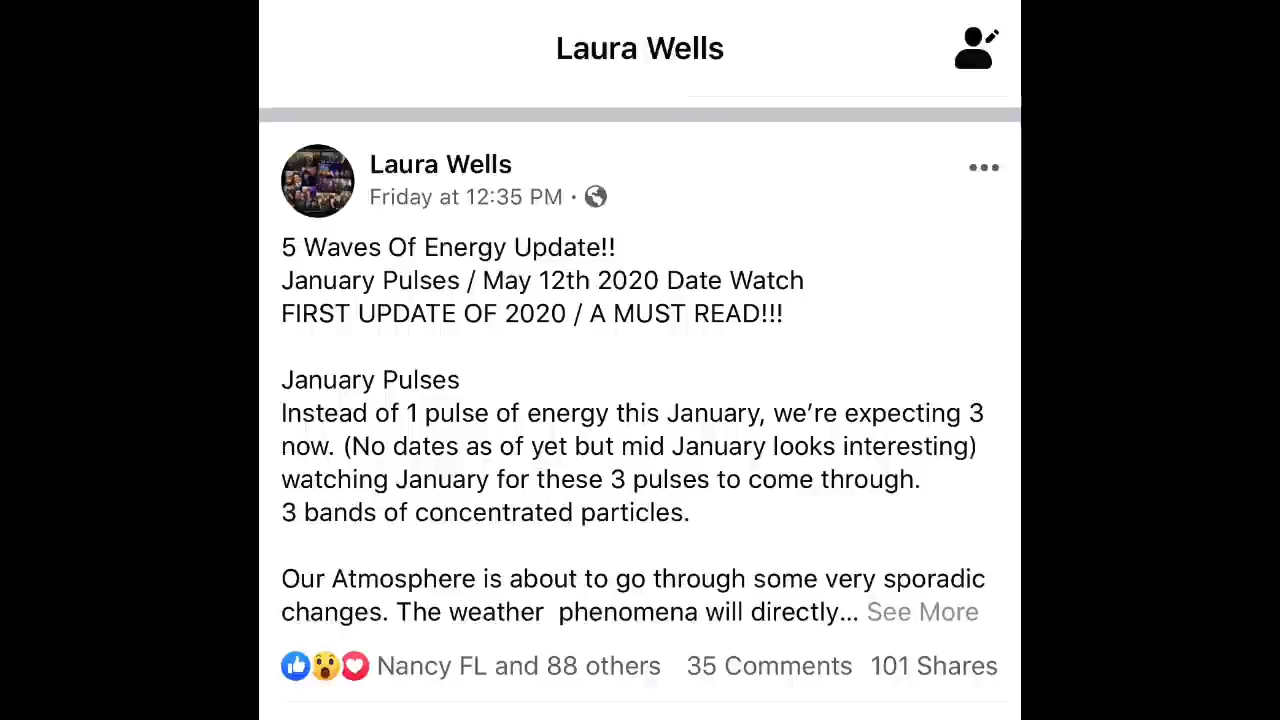 Laura Wells
Laura Wells
Friday at 12:35 PM ·
5 Waves Of Energy Update!!
January Pulses / May 12th 2020 Date Watch
FIRST UPDATE OF 2020 / A MUST READ!!!
January Pulses
Instead of 1 pulse of energy this January, we’re expecting 3
now. (No dates as of yet but mid January looks interesting)
watching January for these 3 pulses to come through.
3 bands of concentrated particles.
Our Atmosphere is about to go through some very sporadic
changes. The weather  phenomena will directly... See More
Nancy FL and 88 others 35 Comments 101 Shares